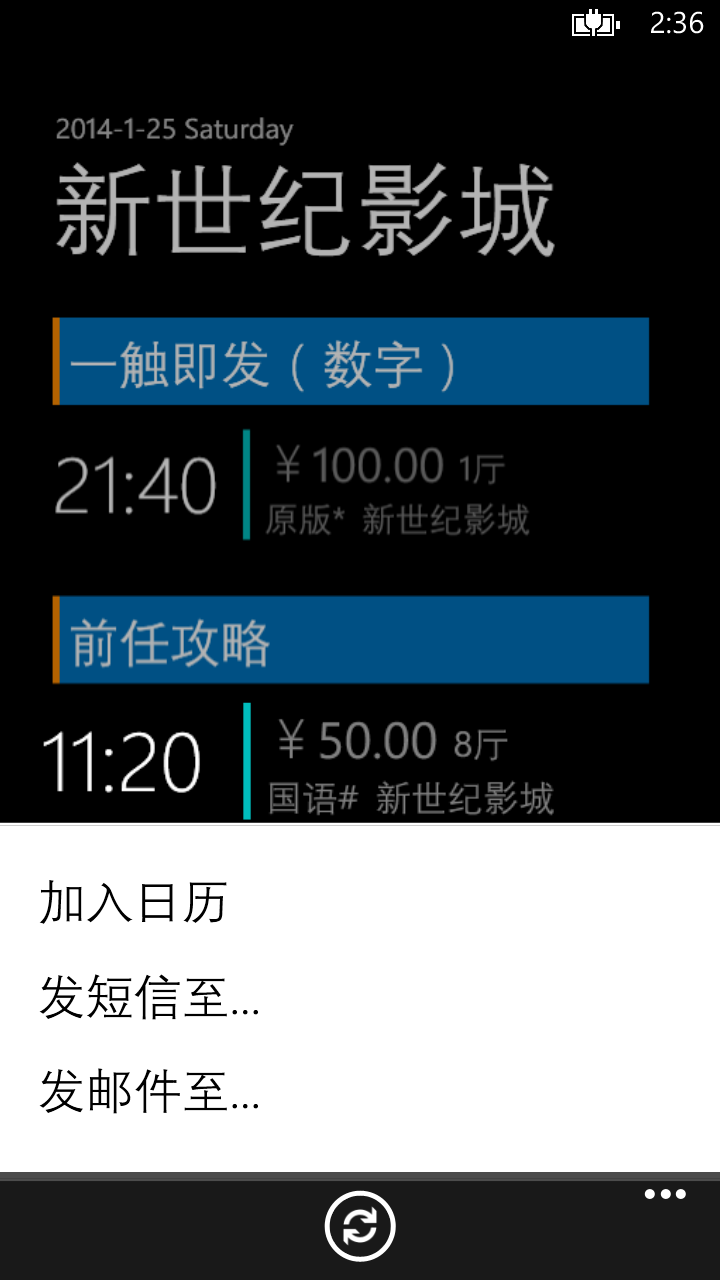 2:36
2014-1-25 Saturday
新世纪影城
一触即发（数字）
21:40
￥100.00 1厅
原版* 新世纪影城
前任攻略
11:20
￥50.00 8厅
国语# 新世纪影城
加入日历
发短信至...
发邮件至...